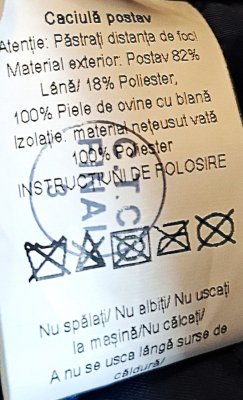 Caciulă postav
Atenție: Păstrați distanța de foc!
Material exterior: Postav 82%
Lână/ 18% Poliester,
100% Piele de ovine cu blană
Izolație: material nețesut vată
100% Poliester
INSTRUCȚIUNI DE FOLOSIRE
Nu spălați/ Nu albiți/ Nu uscați
la mașină/Nu călcați/
A nu se usca lângă surse de
căldură/